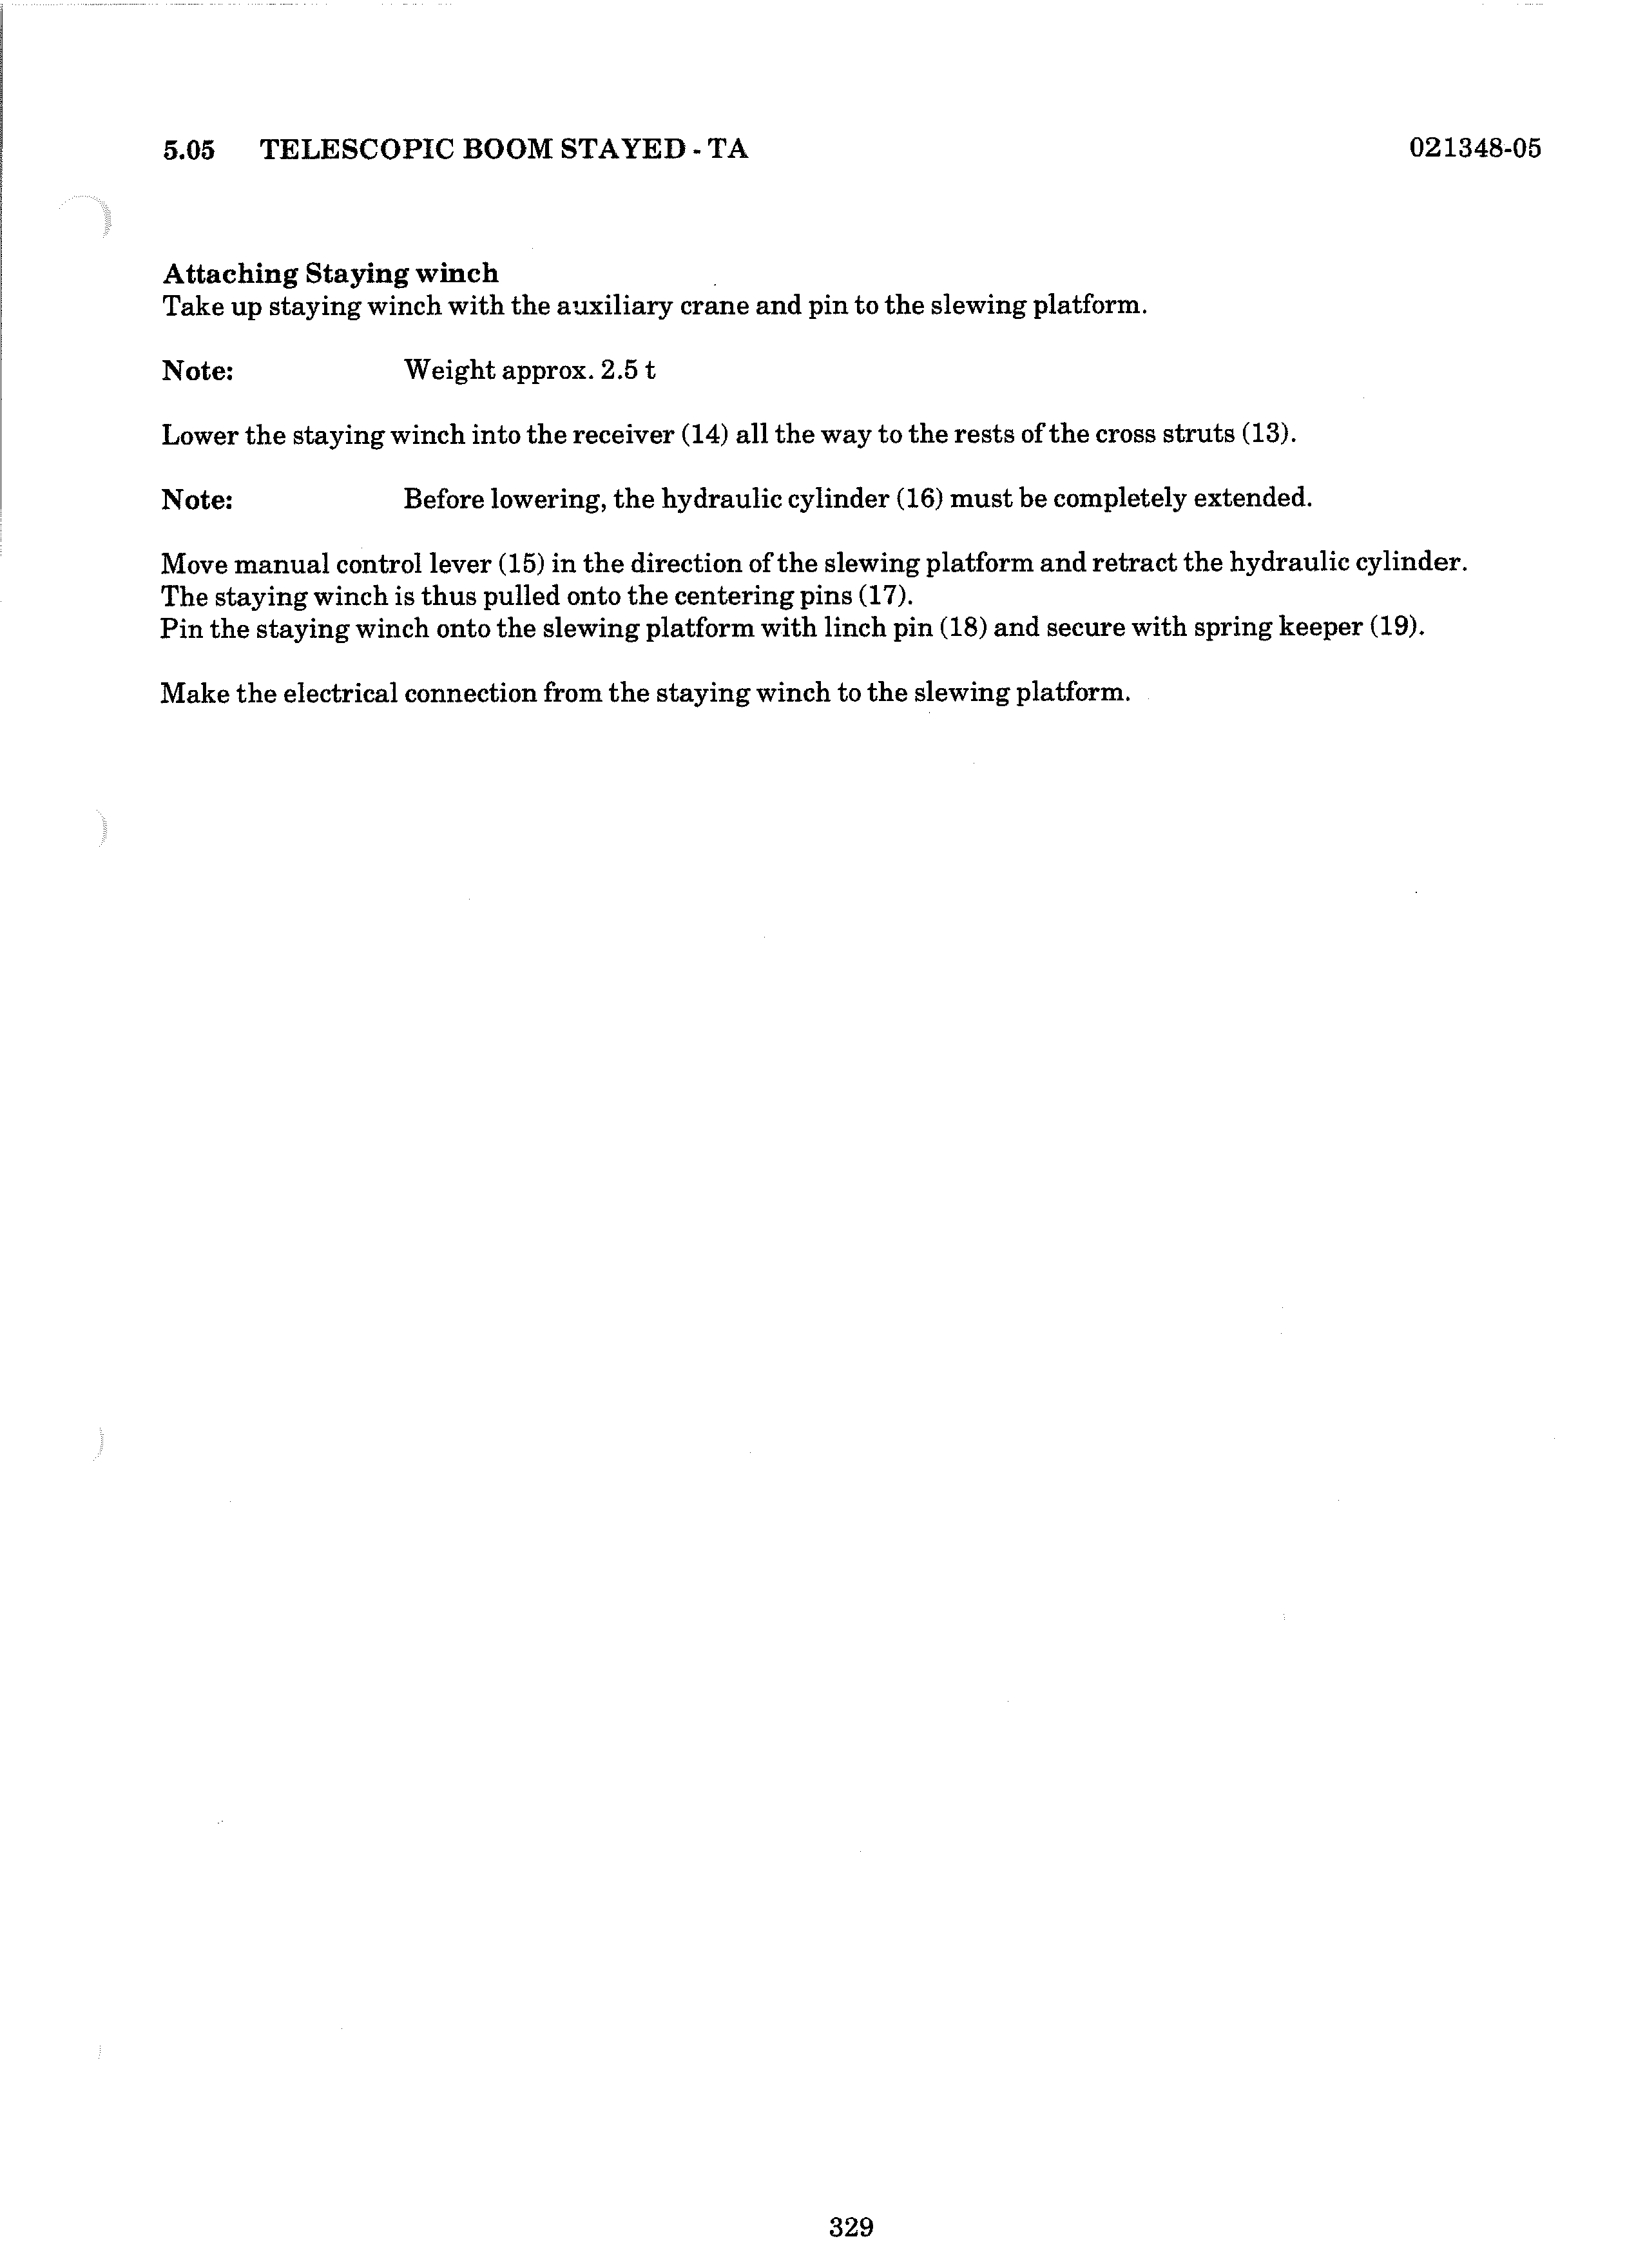 5.05 TELESCOPIC BOOM STAYED - TA 021348-05
Attaching Staying winch
Take up staying winch with the auxiliary crane and pin to the slewing platform.
Note: Weight approx. 2.5 t
Lower the staying winch into the receiver (14) all the way to the rests of the cross struts (13).
Note: Before lowering, the hydraulic cylinder (16) must be completely extended.
Move manual control lever (15) in the direction of the slewing platform and retract the hydraulic cylinder.
The staying winch is thus pulled onto the centering pins (17).
Pin the staying winch onto the slewing platform with linch pin (18) and secure with spring keeper (19).
Make the electrical connection from the staying winch to the slewing platform.
329